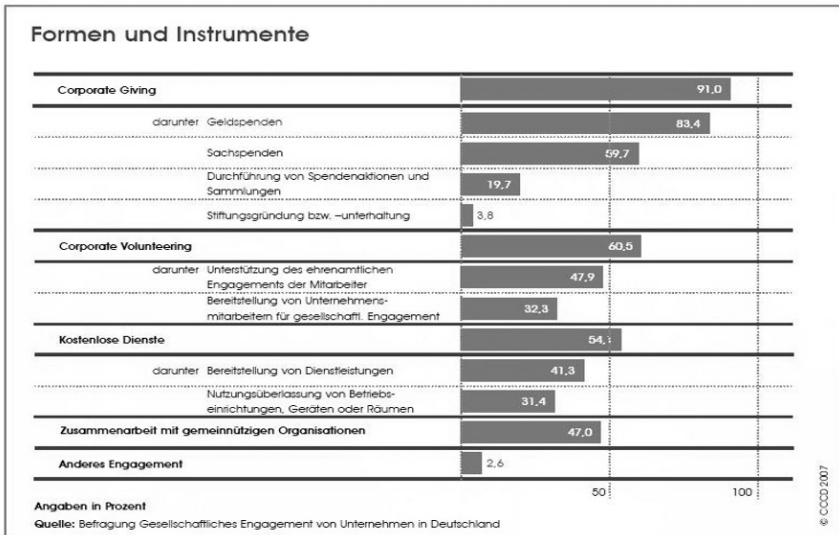 Formen und Instrumente
Corporate Giving 91,0
darunter Geldspenden 83,4
Sachspenden 59,7
Durchführung von Spendenaktionen und
Sammlungen 19,7
Stiftungsgründung bzw. –unterhaltung 3,8
Corporate Volunteering 60,5
darunter Unterstützung des ehrenamtlichen
Engagements der Mitarbeiter 47,9
Bereitstellung von Unternehmens-
mitarbeitern für gesellschaftl. Engagement 32,3
Kostenlose Dienste
darunter Bereitstellung von Dienstleistungen 41,3
Nutzungsüberlassung von Betriebs-
einrichtungen, Geräten oder Räumen 31,4
Zusammenarbeit mit gemeinnützigen Organisationen 47,0
Anderes Engagement 2,6
50 100
Angaben in Prozent
Quelle: Befragung Gesellschaftliches Engagement von Unternehmen in Deutschland
© CCCD 2007